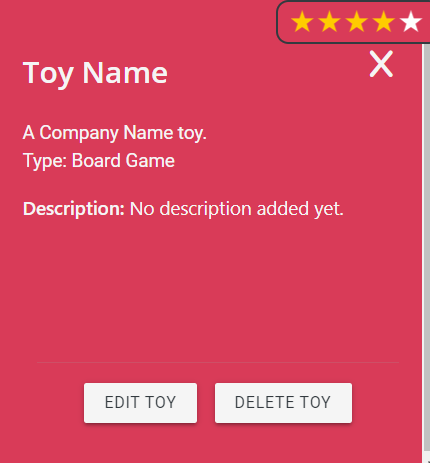 Toy Name
A Company Name toy.
Type: Board Game
Description: No description added yet.
EDIT TOY
DELETE TOY